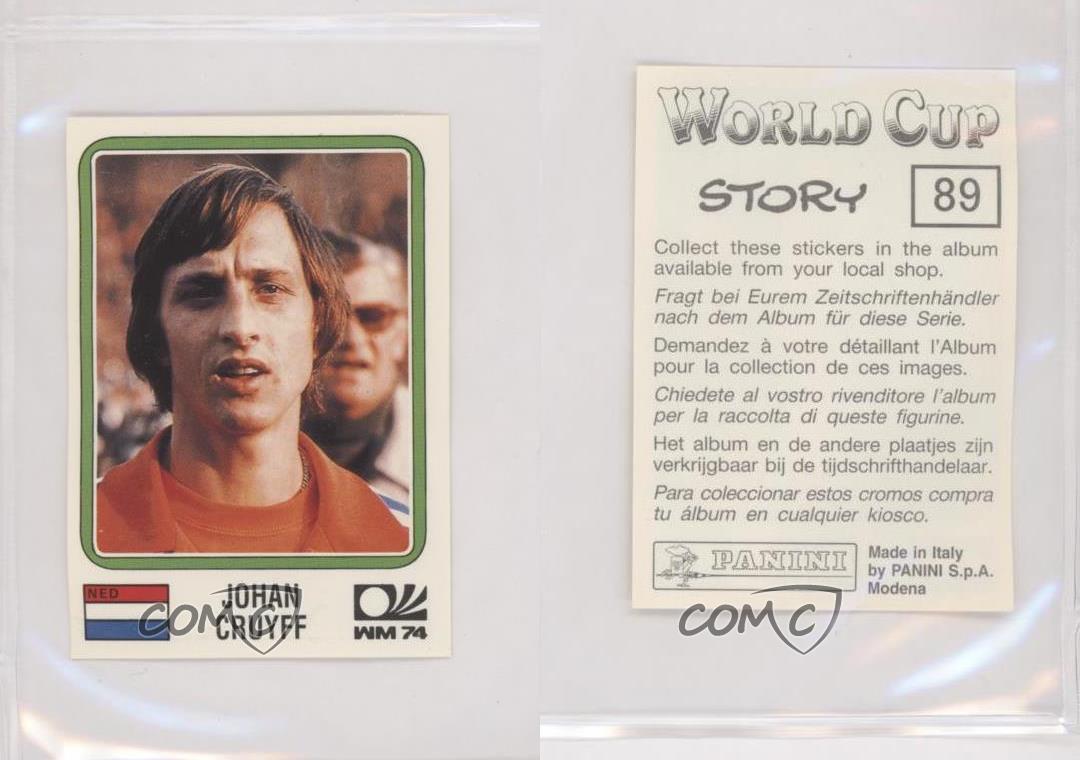 NED
JOHAN
CRUYFF
WM 74
COMC
WORLD CUP
STORY
89
Collect these stickers in the album
available from your local shop.
Fragt bei Eurem Zeitschriftenhändler
nach dem Album für diese Serie.
Demandez à votre détaillant l'Album
pour la collection de ces images.
Chiedete al vostro rivenditore l'album
per la raccolta di queste figurine.
Het album en de andere plaatjes zijn
verkrijgbaar bij de tijdschrifthandelaar.
Para coleccionar estos cromos compra
tu álbum en cualquier kiosco.
PANINI
Made in Italy
by PANINI S.p.A.
Modena
COMC